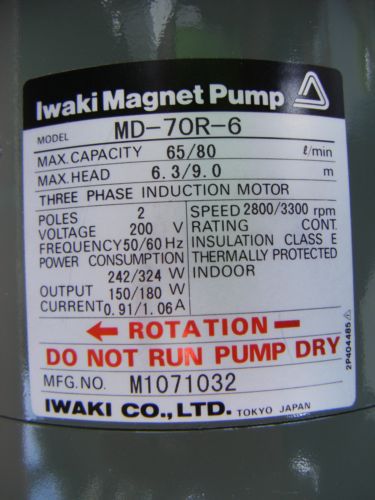 Iwaki Magnet Pump
MODEL MD-70R-6
MAX. CAPACITY 65/80 ℓ/min
MAX. HEAD 6.3/9.0 m
THREE PHASE INDUCTION MOTOR
POLES 2
VOLTAGE 200 V
FREQUENCY 50/60 Hz
POWER CONSUMPTION
242/324 W
OUTPUT 150/180 W
CURRENT 0.91/1.06 A
SPEED 2800/3300 rpm
RATING CONT.
INSULATION CLASS E
THERMALLY PROTECTED
INDOOR
← ROTATION
DO NOT RUN PUMP DRY
MFG. NO. M1071032
IWAKI CO., LTD. TOKYO JAPAN
2P404485